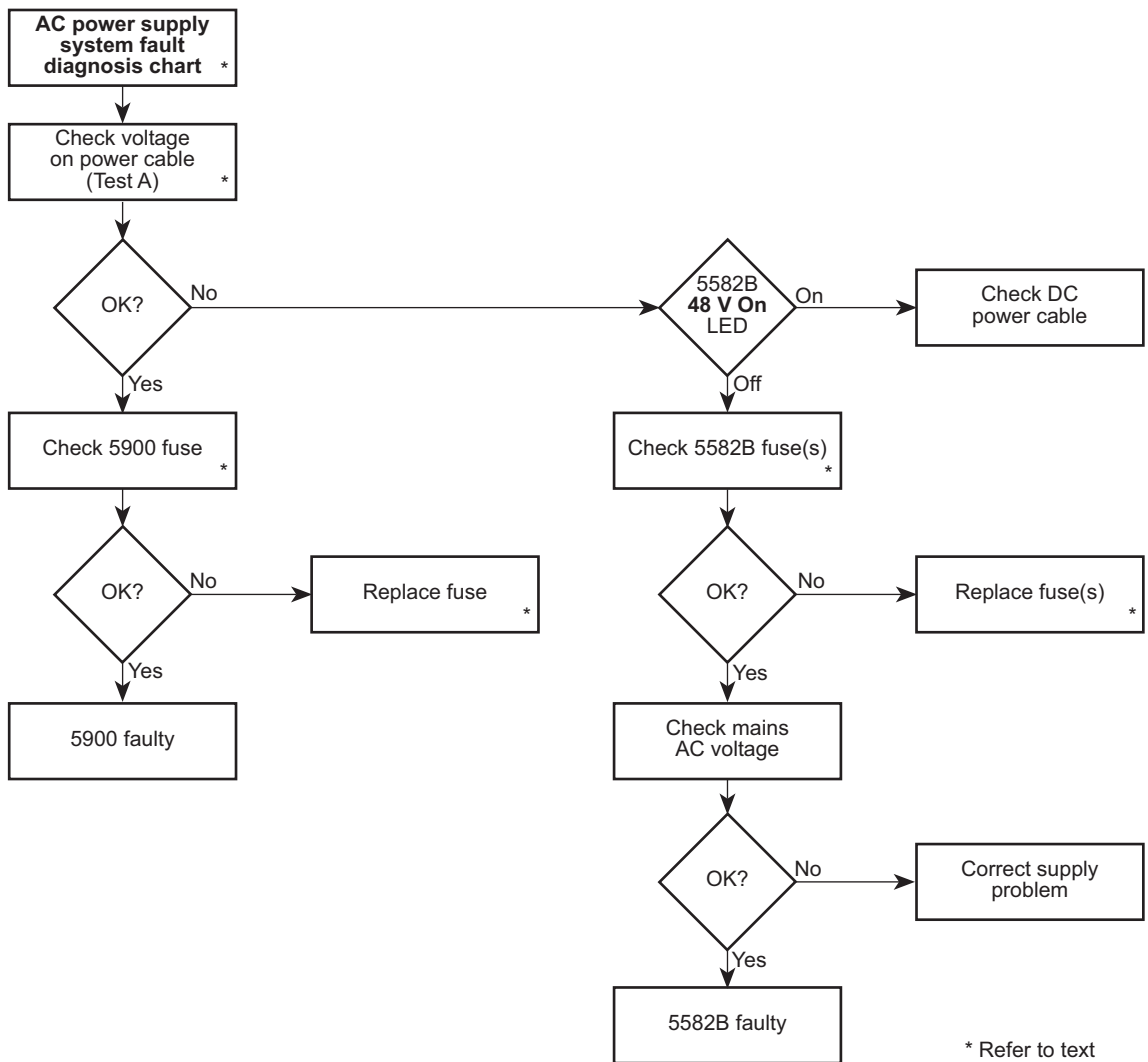 AC power supply
system fault
diagnosis chart *
Check voltage
on power cable
(Test A) *
OK?
No
Yes
5582B
48 V On
LED
On
Off
Check DC
power cable
Check 5900 fuse
*
OK?
No
Yes
Replace fuse
*
5900 faulty
Check 5582B fuse(s)
*
OK?
No
Yes
Replace fuse(s)
*
Check mains
AC voltage
OK?
No
Yes
Correct supply
problem
5582B faulty
* Refer to text